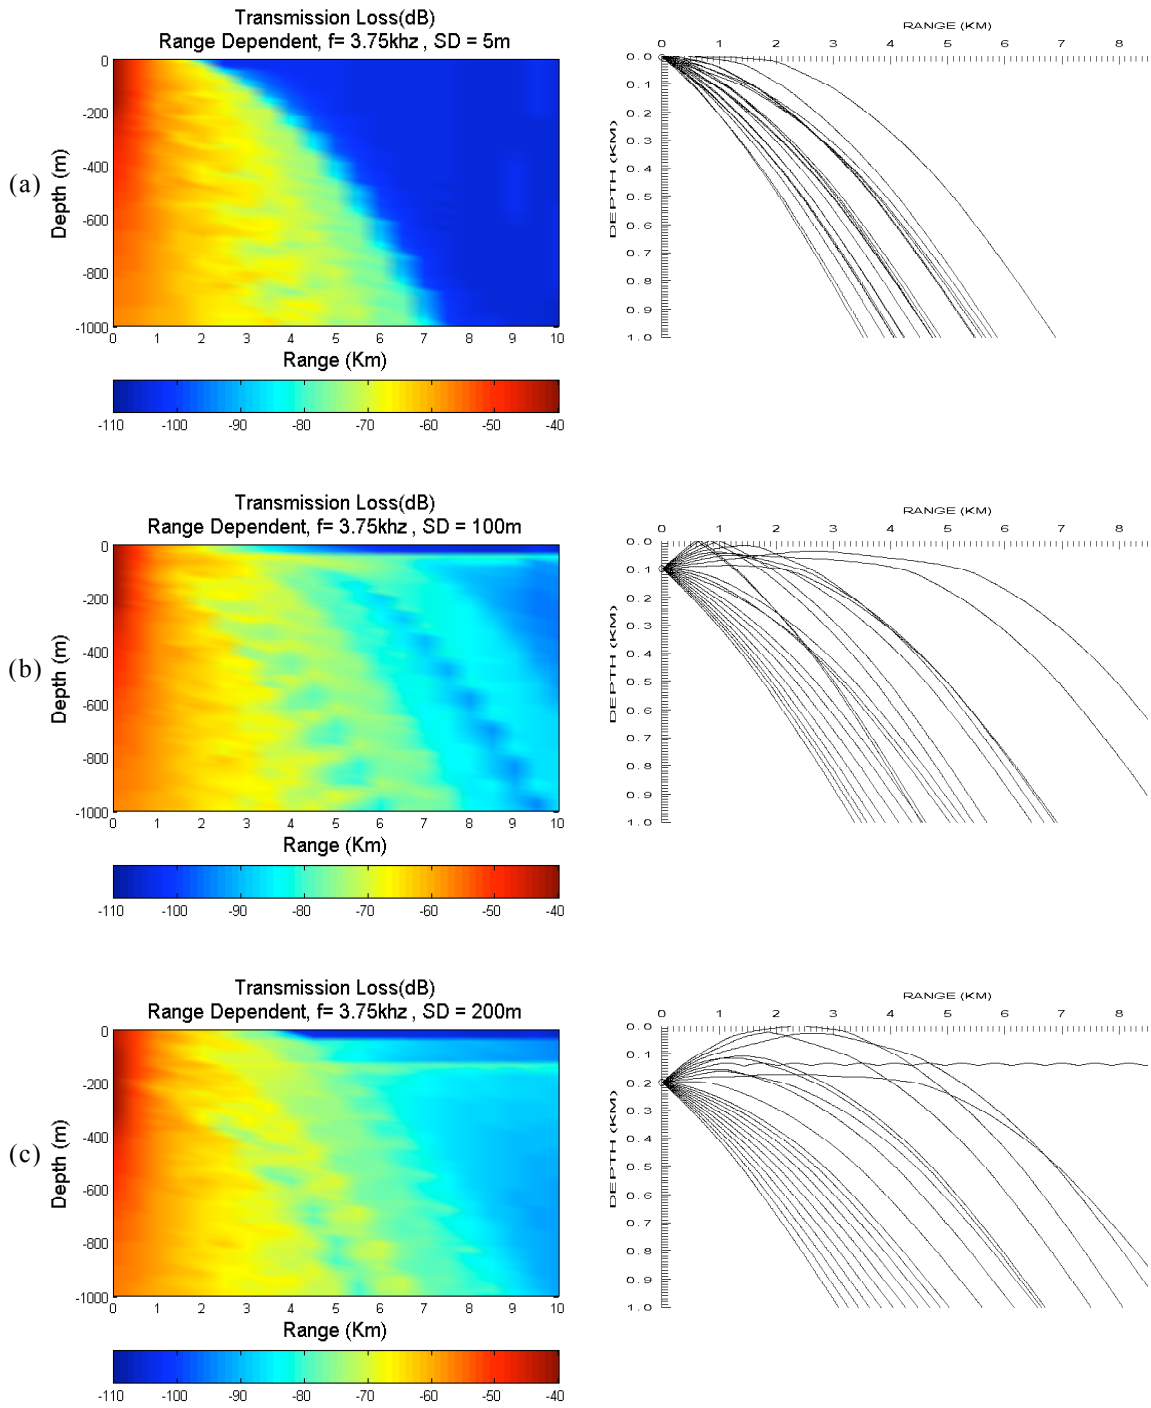 Transmission Loss(dB)
Range Dependent, f= 3.75khz , SD = 5m
(a)
Depth (m)
0
-200
-400
-600
-800
-1000
0 1 2 3 4 5 6 7 8 9 10
Range (Km)
-110 -100 -90 -80 -70 -60 -50 -40
RANGE (KM)
0 1 2 3 4 5 6 7 8
DEPTH (KM)
0.0
0.1
0.2
0.3
0.4
0.5
0.6
0.7
0.8
0.9
1.0
Transmission Loss(dB)
Range Dependent, f= 3.75khz , SD = 100m
(b)
Depth (m)
0
-200
-400
-600
-800
-1000
0 1 2 3 4 5 6 7 8 9 10
Range (Km)
-110 -100 -90 -80 -70 -60 -50 -40
RANGE (KM)
0 1 2 3 4 5 6 7 8
DEPTH (KM)
0.0
0.1
0.2
0.3
0.4
0.5
0.6
0.7
0.8
0.9
1.0
Transmission Loss(dB)
Range Dependent, f= 3.75khz , SD = 200m
(c)
Depth (m)
0
-200
-400
-600
-800
-1000
0 1 2 3 4 5 6 7 8 9 10
Range (Km)
-110 -100 -90 -80 -70 -60 -50 -40
RANGE (KM)
0 1 2 3 4 5 6 7 8
DEPTH (KM)
0.0
0.1
0.2
0.3
0.4
0.5
0.6
0.7
0.8
0.9
1.0